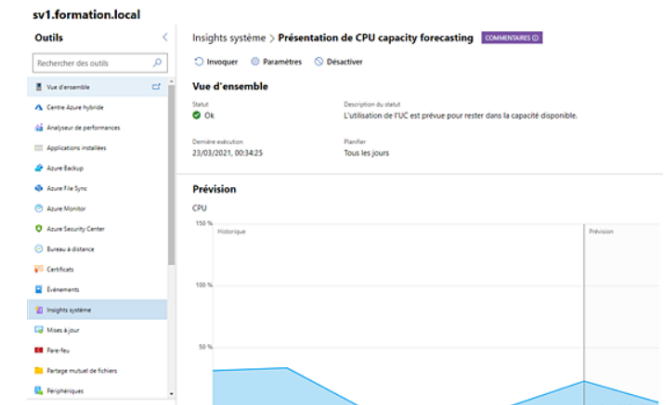 sv1.formation.local
Outils
Rechercher des outils
Vue d'ensemble
Centre Azure hybride
Analyseur de performances
Applications installées
Azure Backup
Azure File Sync
Azure Monitor
Azure Security Center
Bureau à distance
Certificats
Événements
Insights système
Mises à jour
Pare-feu
Partage mutuel de fichiers
Périphériques
Insights système > Présentation de CPU capacity forecasting COMMENTAIRES
Invoquer Paramètres Désactiver
Vue d'ensemble
Statut Description du statut
Ok L'utilisation de l'UC est prévue pour rester dans la capacité disponible.
Dernière exécution Planifier
23/03/2021, 00:34:25 Tous les jours
Prévision
CPU
150 %
Historique Prévision
100 %
50 %